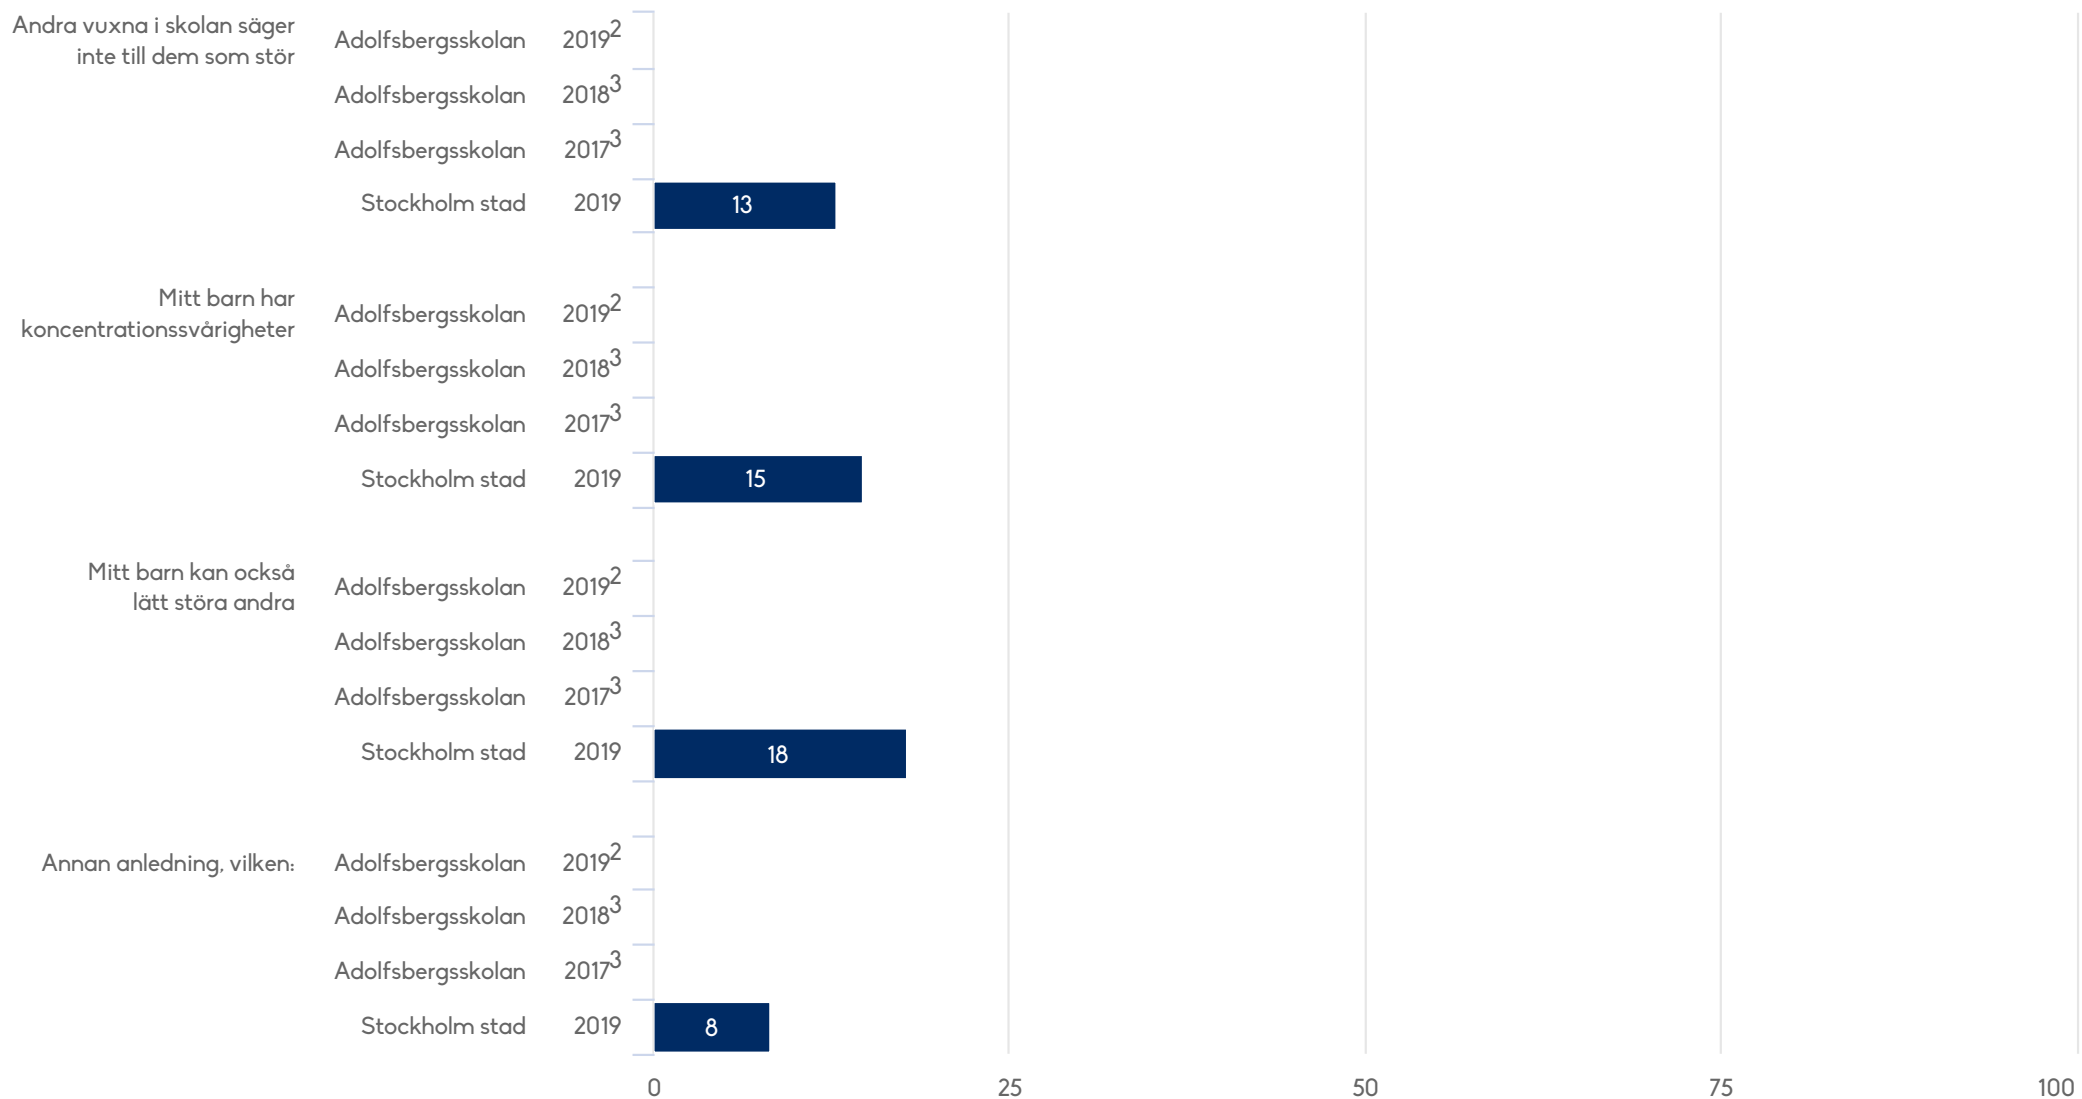 Andra vuxna i skolan säger
inte till dem som stör
Adolfsbergsskolan 2019²
Adolfsbergsskolan 2018³
Adolfsbergsskolan 2017³
Stockholm stad 2019 13
Mitt barn har
koncentrationssvårigheter
Adolfsbergsskolan 2019²
Adolfsbergsskolan 2018³
Adolfsbergsskolan 2017³
Stockholm stad 2019 15
Mitt barn kan också
lätt störa andra
Adolfsbergsskolan 2019²
Adolfsbergsskolan 2018³
Adolfsbergsskolan 2017³
Stockholm stad 2019 18
Annan anledning, vilken: Adolfsbergsskolan 2019²
Adolfsbergsskolan 2018³
Adolfsbergsskolan 2017³
Stockholm stad 2019 8
0 25 50 75 100